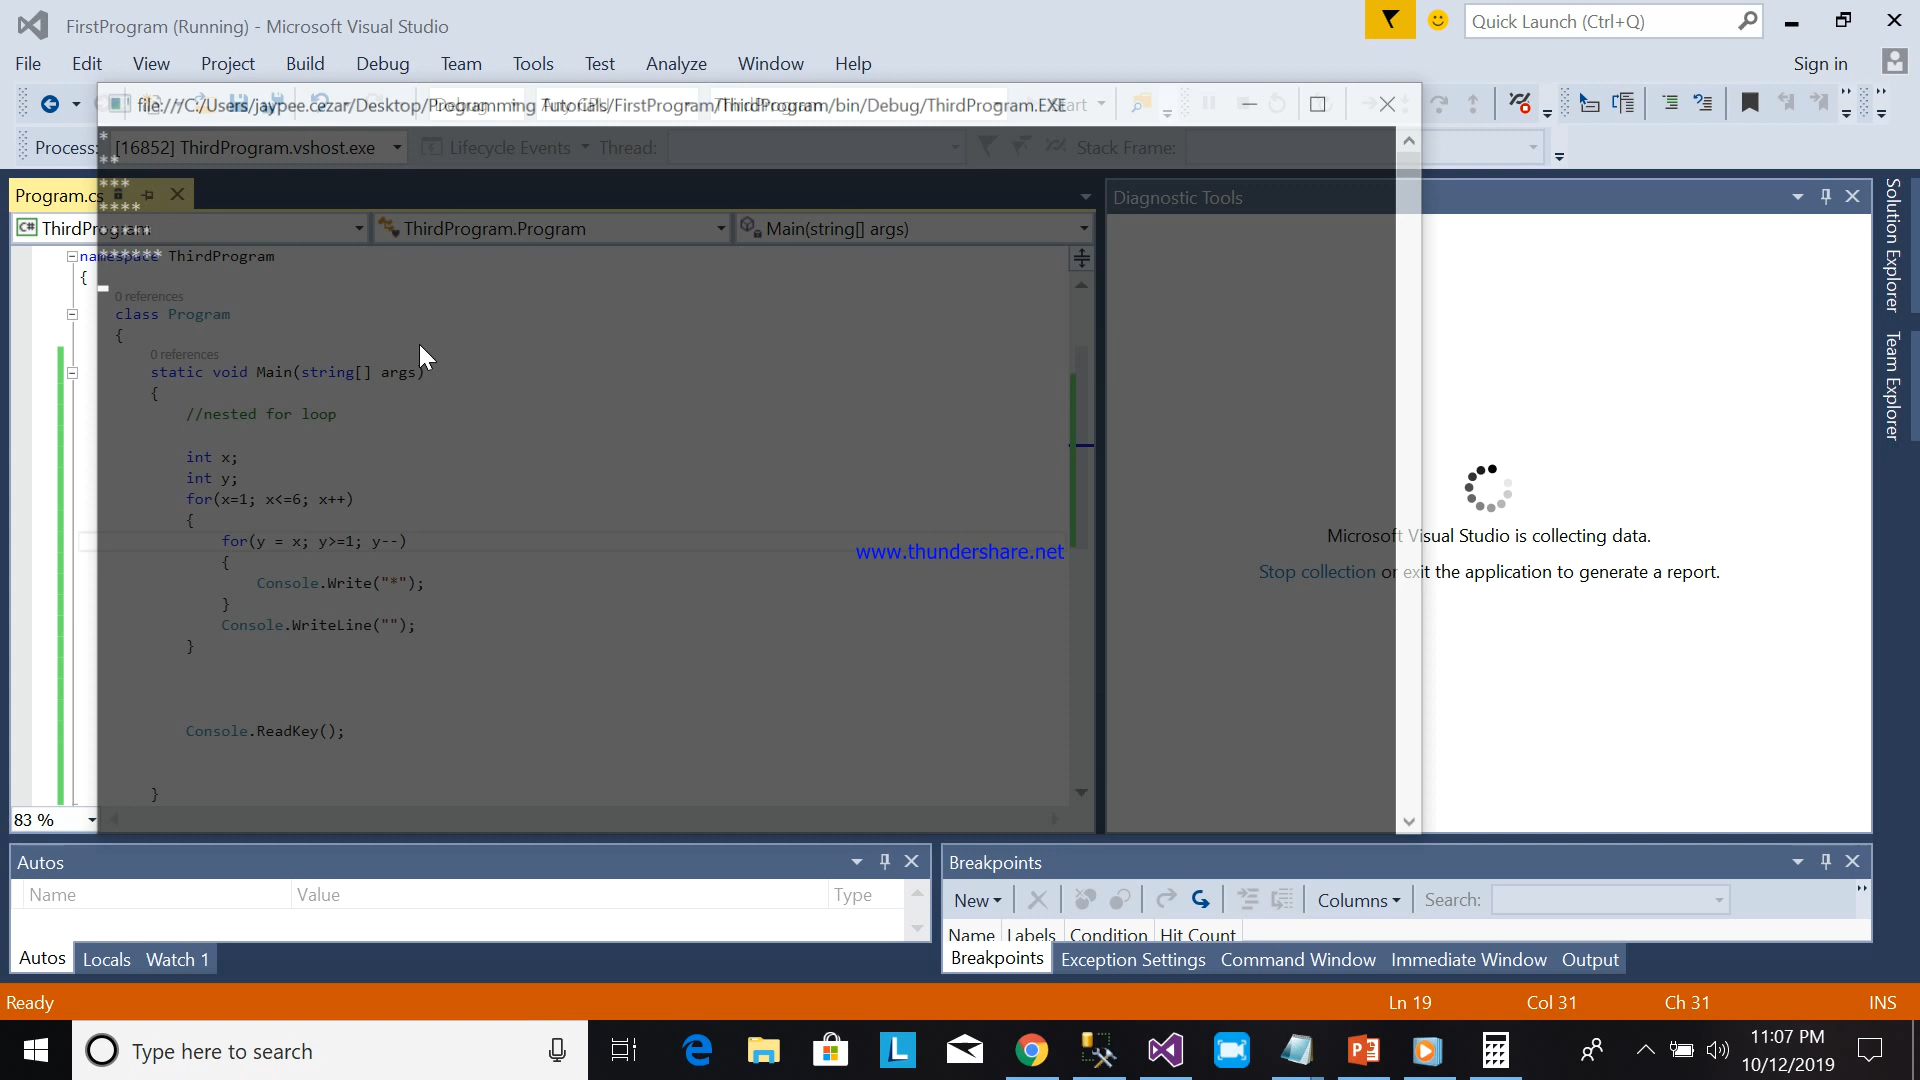 FirstProgram (Running) - Microsoft Visual Studio
Quick Launch (Ctrl+Q)
File Edit View Project Build Debug Team Tools Test Analyze Window Help
Sign in
file:///C:/Users/jaypee.cezar/Desktop/Programming Tutorials/FirstProgram/ThirdProgram/bin/Debug/ThirdProgram.EXE
Process: [16852] ThirdProgram.vshost.exe Lifecycle Events Thread: Stack Frame:
*
**
***
****
*****
******
Program.cs
Diagnostic Tools
ThirdProgram ThirdProgram.Program Main(string[] args)
namespace ThirdProgram
{
0 references
class Program
{
0 references
static void Main(string[] args)
{
//nested for loop
int x;
int y;
for(x=1; x<=6; x++)
{
for(y = x; y>=1; y--)
{
Console.Write("*");
}
Console.WriteLine("");
}
Console.ReadKey();
}
www.thundershare.net
Microsoft Visual Studio is collecting data.
Stop collection or exit the application to generate a report.
Solution Explorer
Team Explorer
83 %
Autos
Name Value Type
Autos Locals Watch 1
Breakpoints
New Columns Search:
Name Labels Condition Hit Count
Breakpoints Exception Settings Command Window Immediate Window Output
Ready Ln 19 Col 31 Ch 31 INS
Type here to search
11:07 PM
10/12/2019